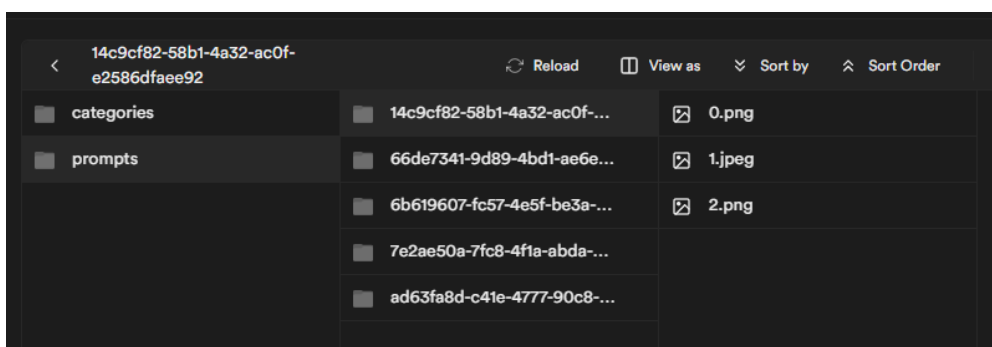 14c9cf82-58b1-4a32-ac0f-
e2586dfaee92
Reload
View as
Sort by
Sort Order
categories
prompts
14c9cf82-58b1-4a32-ac0f-...
66de7341-9d89-4bd1-ae6e...
6b619607-fc57-4e5f-be3a-...
7e2ae50a-7fc8-4f1a-abda-...
ad63fa8d-c41e-4777-90c8-...
0.png
1.jpeg
2.png